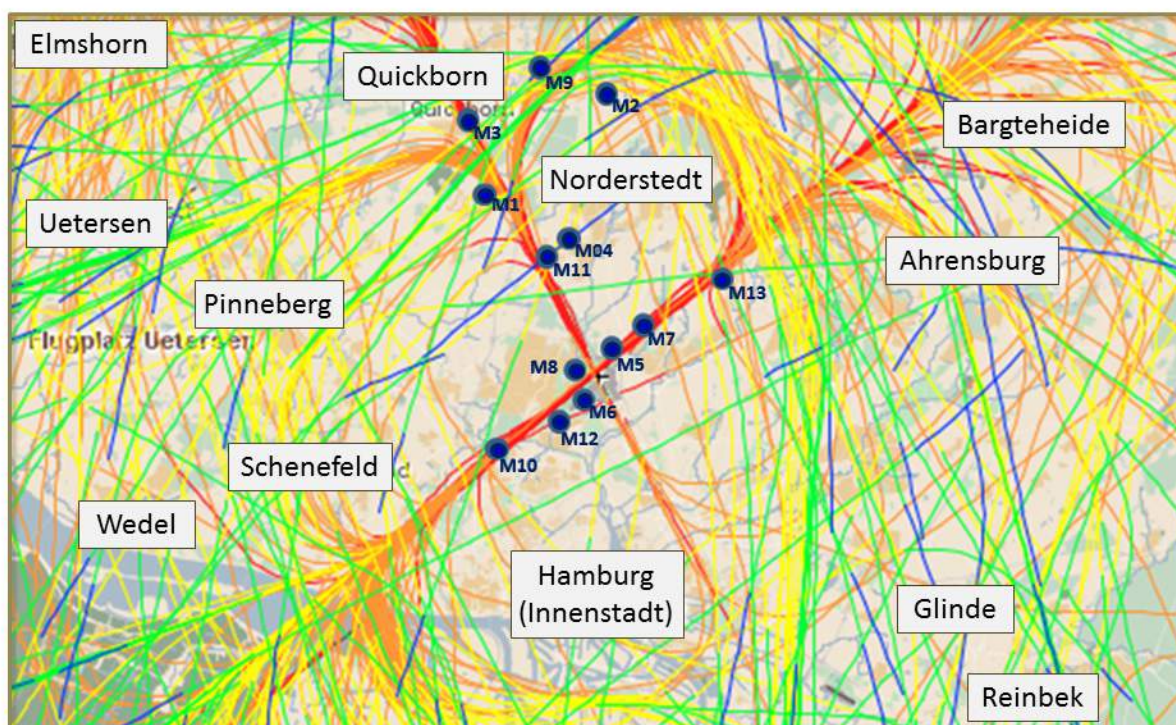 Elmshorn
Quickborn
Quickborn.
M9
M2
M3
Bargteheide
Norderstedt
M1
Uetersen
M04
M11
Ahrensburg
M13
Pinneberg
Flugplatz Uetersen
M7
M5
M8
M6
M12
M10
Schenefeld
Wedel
Hamburg
(Innenstadt)
Glinde
Reinbek